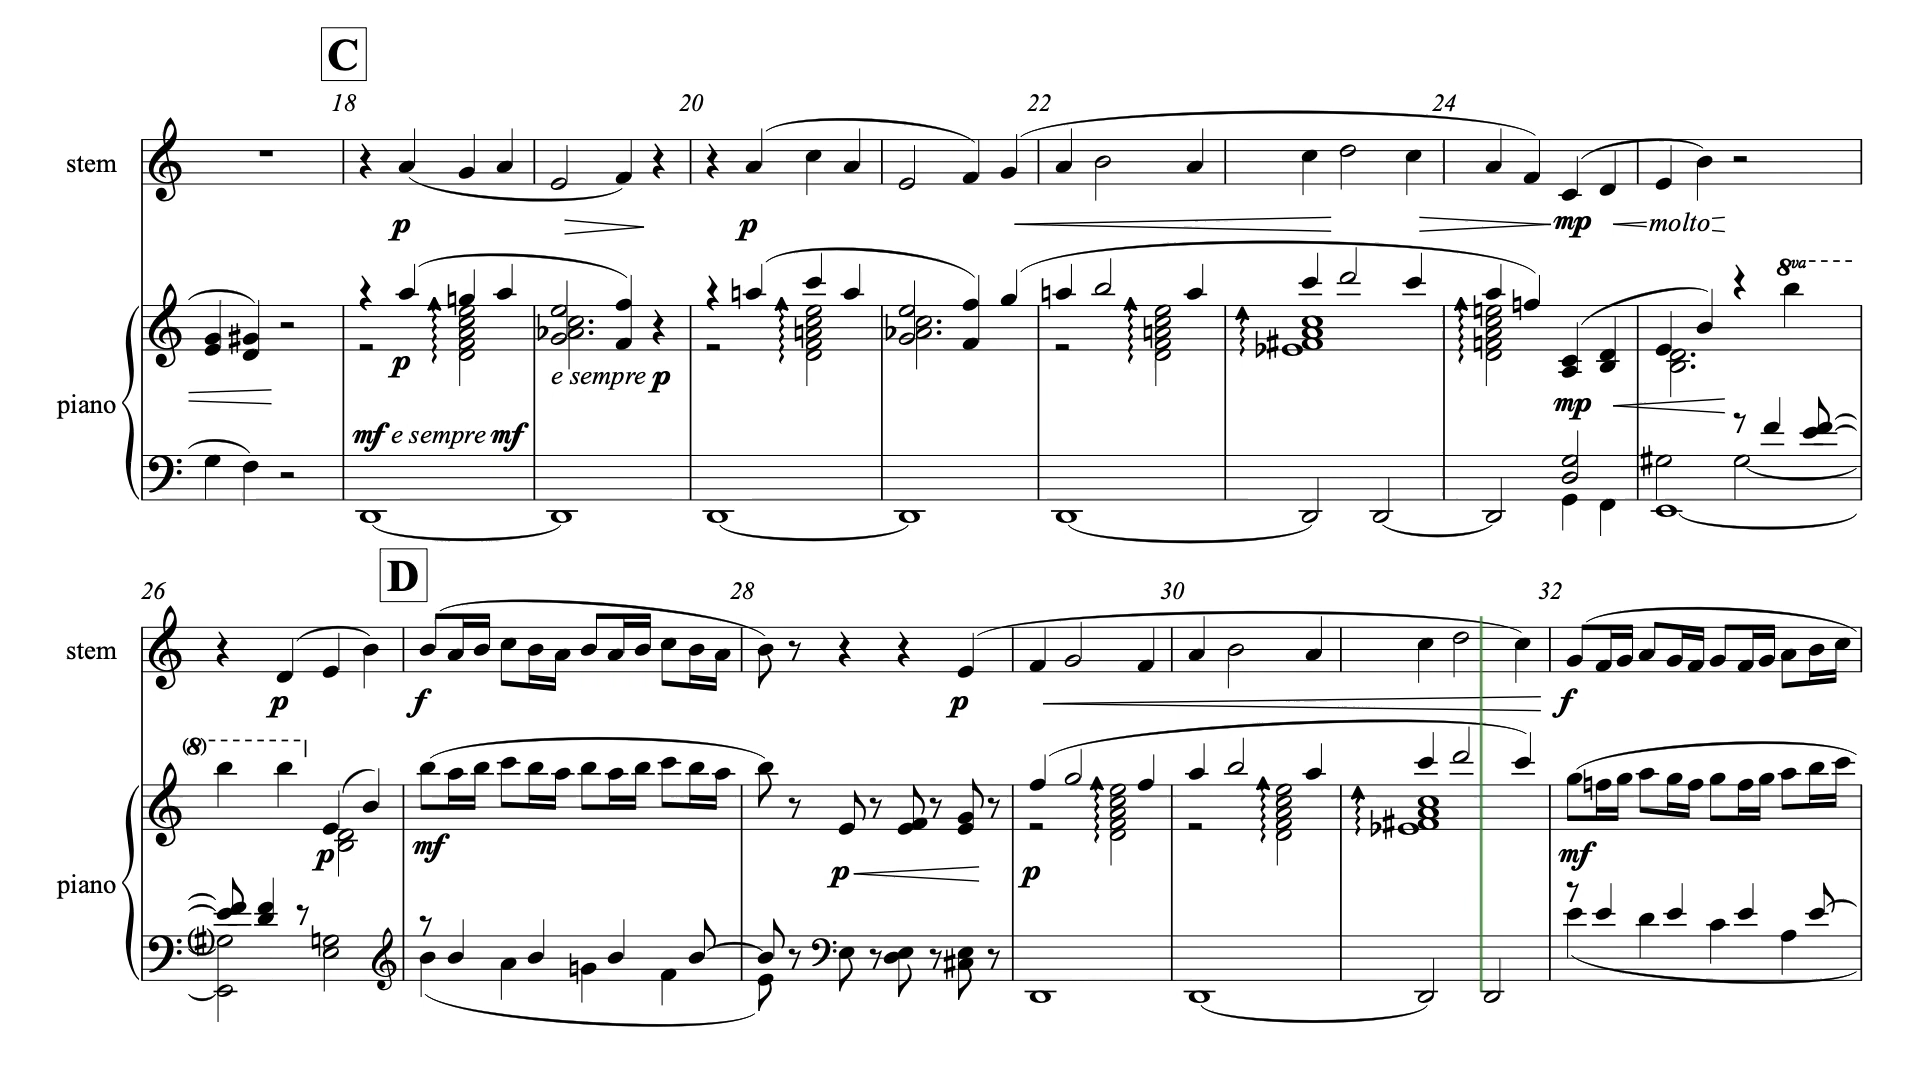 C
18 20 22 24
stem
p p mp molto
8va
p e sempre p
piano mp
mf e sempre mf
D
26 28 30 32
stem
p f p f
(8)
p mf p p mf
piano